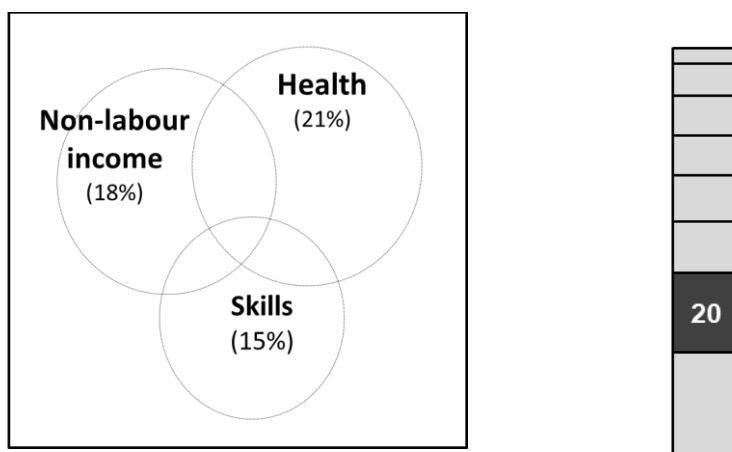 Health
(21%)
Non-labour
income
(18%)
Skills
(15%)
20